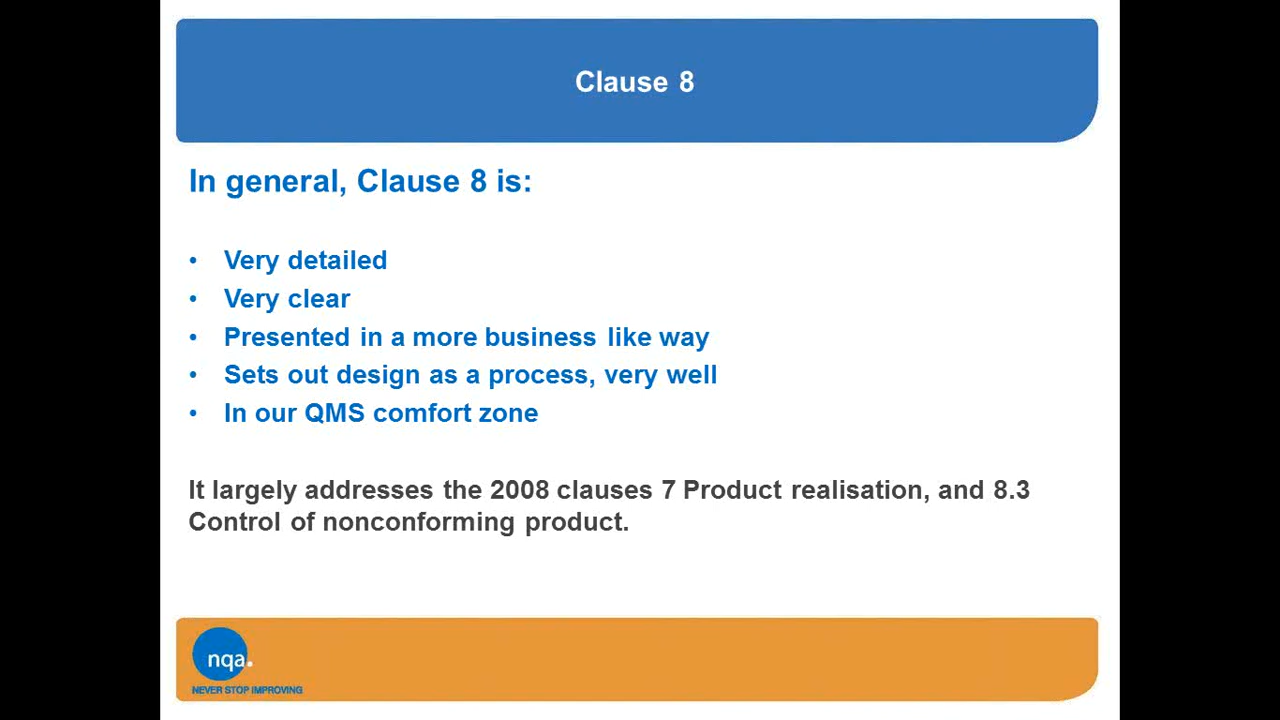 Clause 8
In general, Clause 8 is:
• Very detailed
• Very clear
• Presented in a more business like way
• Sets out design as a process, very well
• In our QMS comfort zone
It largely addresses the 2008 clauses 7 Product realisation, and 8.3
Control of nonconforming product.
nqa.
NEVER STOP IMPROVING